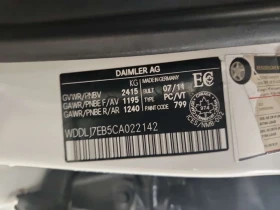 DAIMLER AG
KG MADE IN GERMANY
GVWR/PNBV 2415 BUILT 07/11
GAWR/PNBE F/AV 1195 TYPE PC/VT
GAWR/PNBE R/AR 1240 PAINT CODE 799
WDDLJ7EB5CA022142